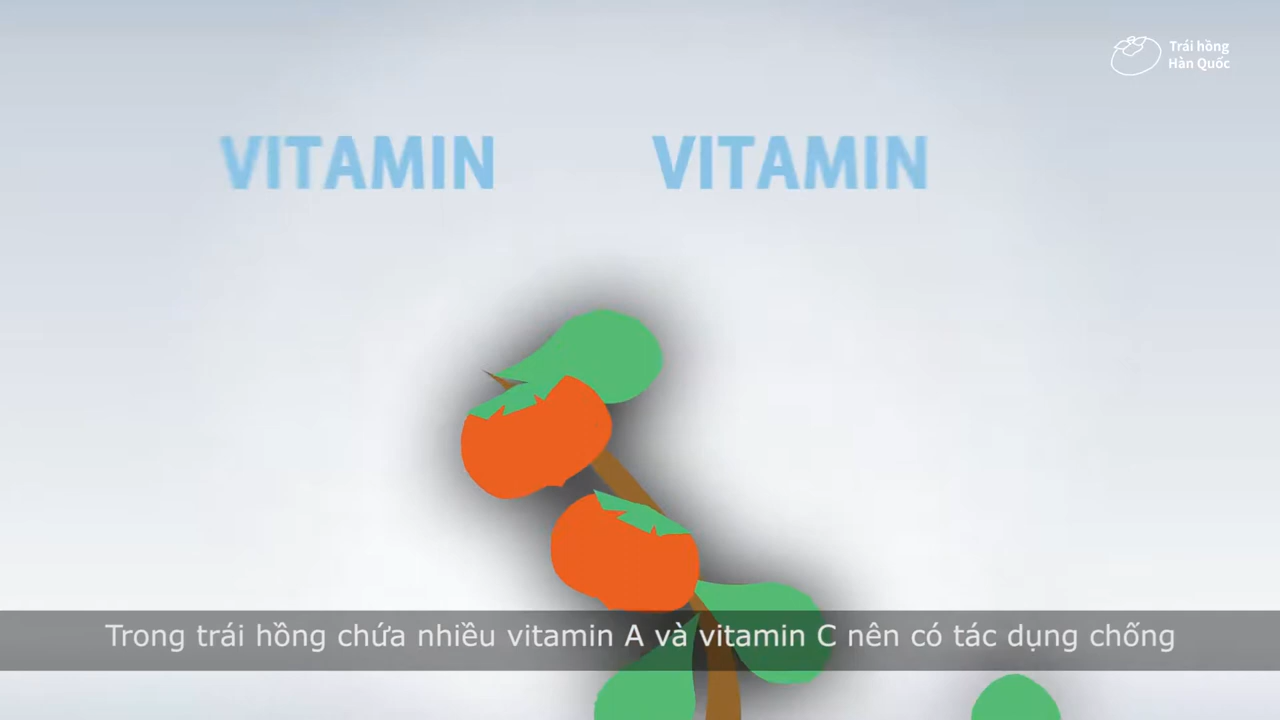 Trái hồng
Hàn Quốc
VITAMIN VITAMIN
Trong trái hồng chứa nhiều vitamin A và vitamin C nên có tác dụng chống